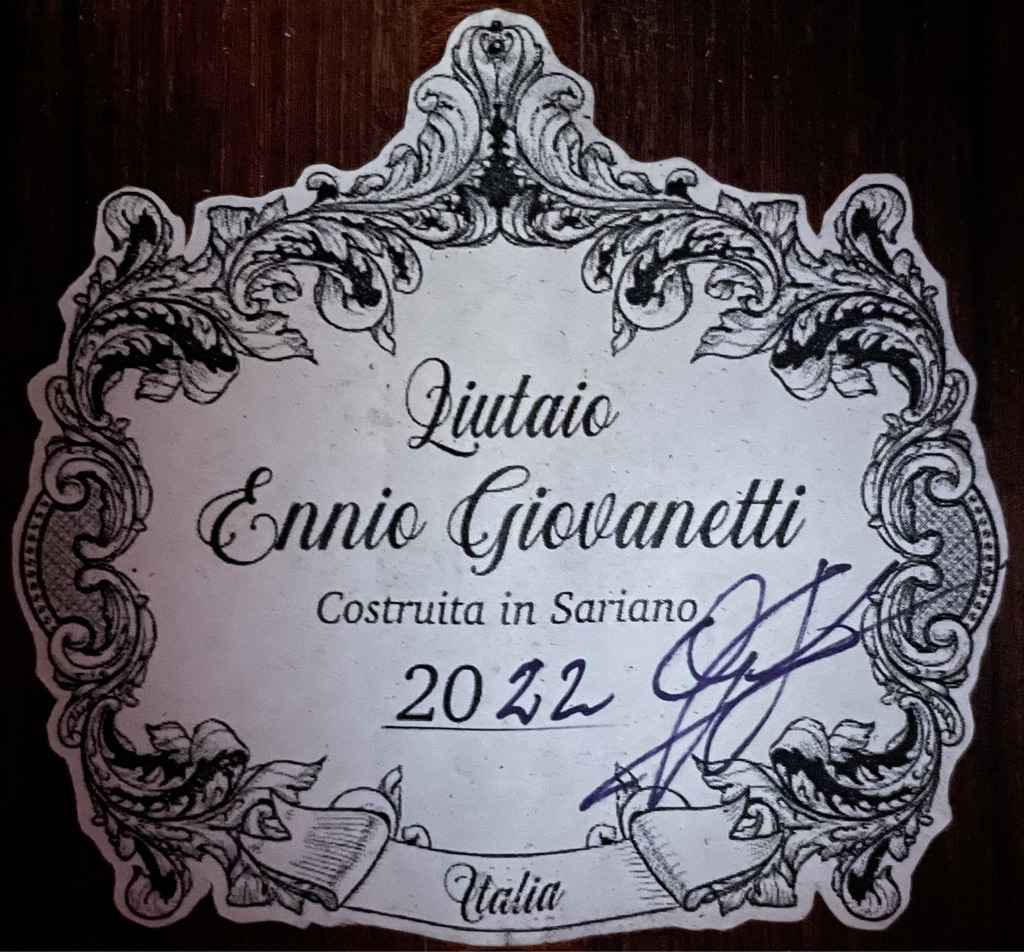 Liutaio
Ennio Giovanetti
Costruita in Sariano
2022
Italia